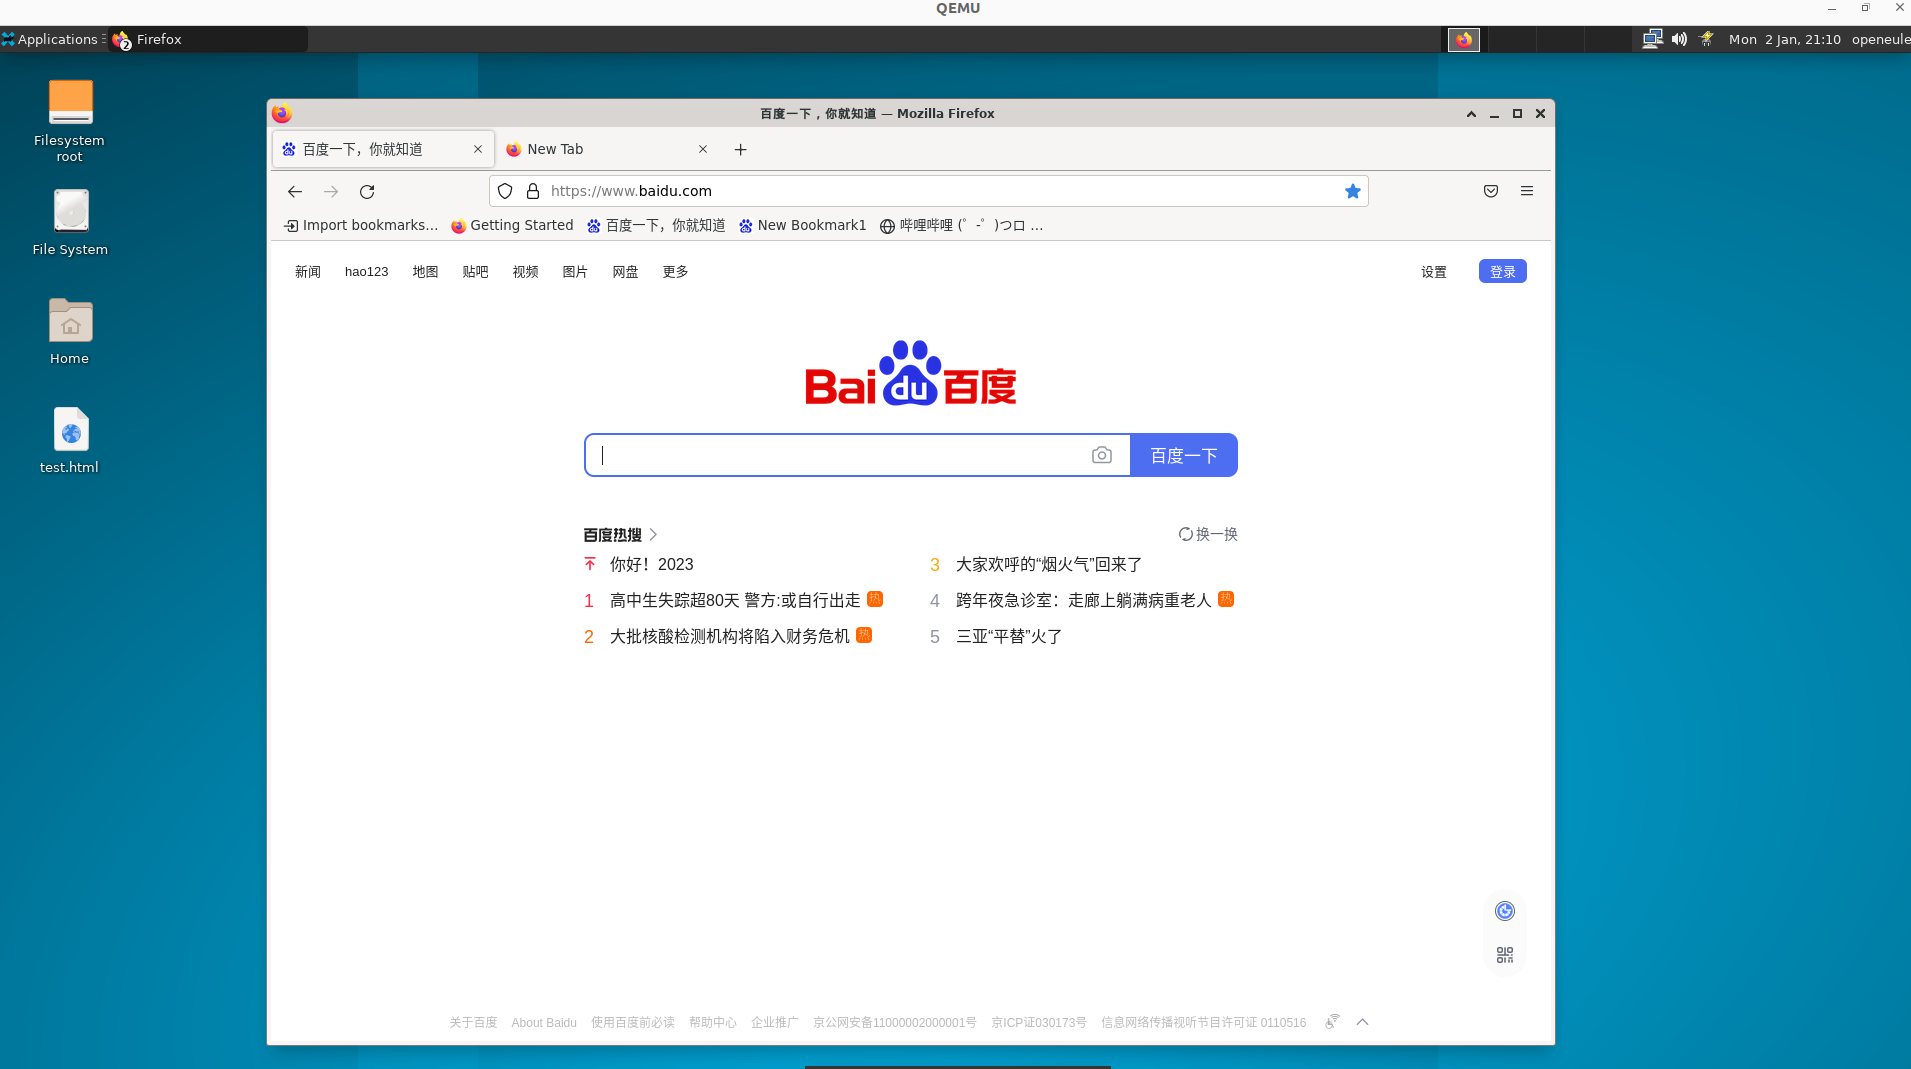 QEMU
Applications Firefox Mon 2 Jan, 21:10 openeule
2
Filesystem
root
File System
Home
test.html
百度一下，你就知道 — Mozilla Firefox
百度一下，你就知道 New Tab
https://www.baidu.com
Import bookmarks... Getting Started 百度一下，你就知道 New Bookmark1 哔哩哔哩 (゜-゜)つロ ...
新闻 hao123 地图 贴吧 视频 图片 网盘 更多 设置 登录
Bai du 百度
百度一下
百度热搜 换一换
你好！2023
3 大家欢呼的“烟火气”回来了
1 高中生失踪超80天 警方:或自行出走 热
4 跨年夜急诊室：走廊上躺满病重老人 热
2 大批核酸检测机构将陷入财务危机 热
5 三亚“平替”火了
关于百度 About Baidu 使用百度前必读 帮助中心 企业推广 京公网安备11000002000001号 京ICP证030173号 信息网络传播视听节目许可证 0110516